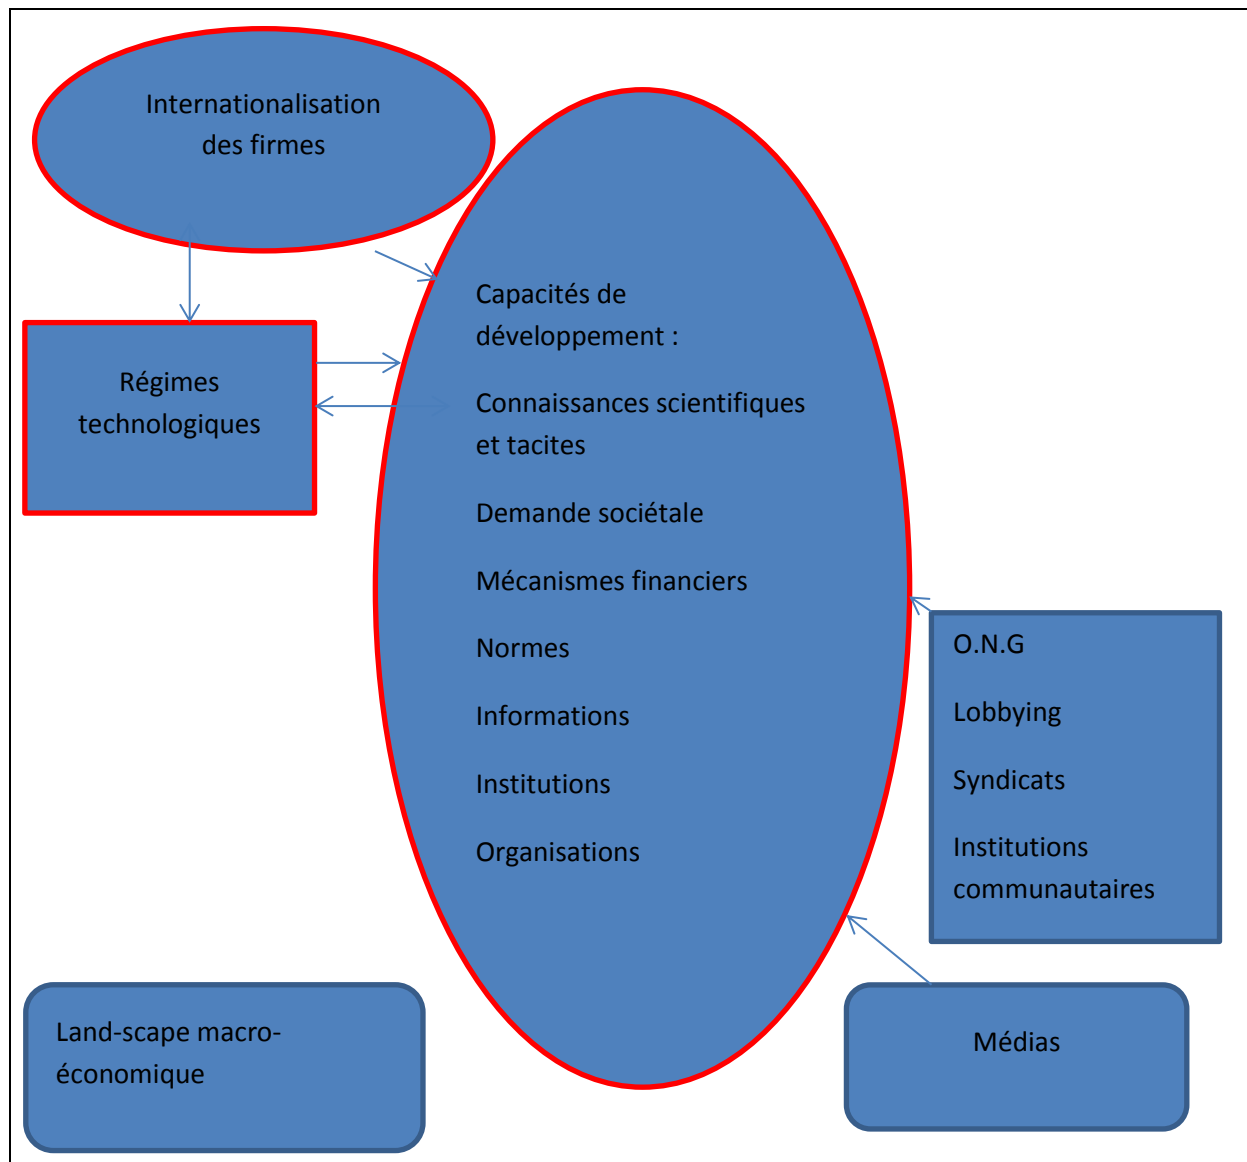 Internationalisation
des firmes
Régimes
technologiques
Capacités de
développement :
Connaissances scientifiques
et tacites
Demande sociétale
Mécanismes financiers
Normes
Informations
Institutions
Organisations
O.N.G
Lobbying
Syndicats
Institutions
communautaires
Land-scape macro-
économique
Médias